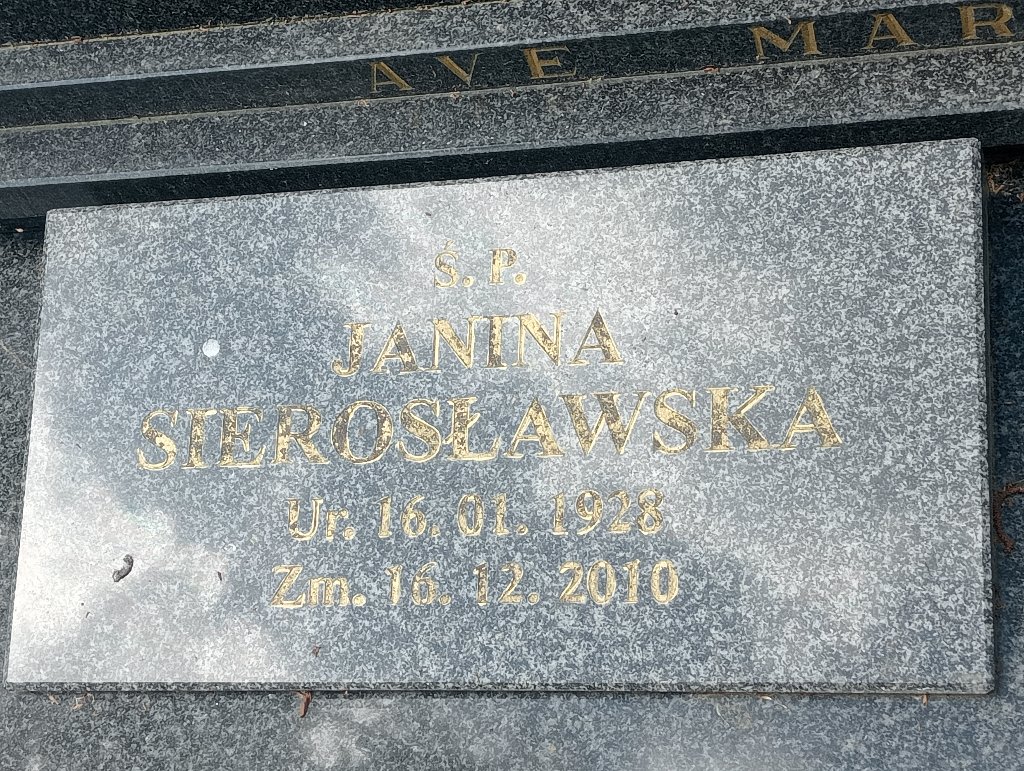 AVE MAR
Ś. P.
JANINA
SIEROSŁAWSKA
Ur. 16. 01. 1928
Zm. 16. 12. 2010